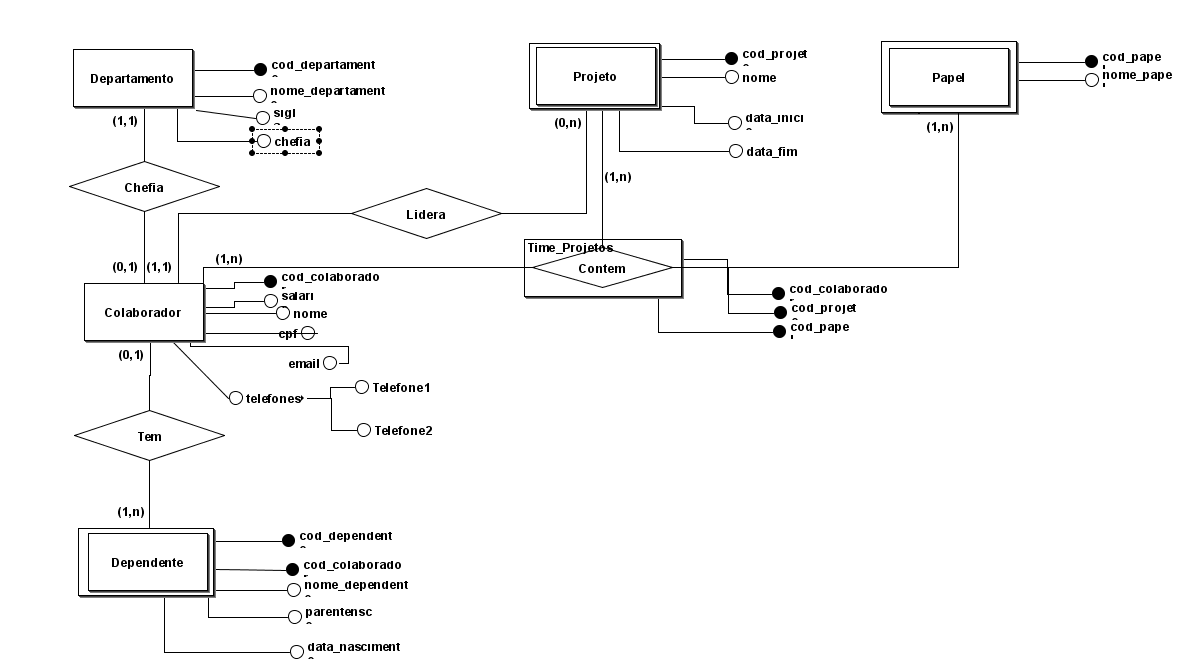 Departamento
cod_departament
nome_departament
sigl
chefia
(1,1)
Chefia
(0,1)
(1,1)
Projeto
cod_projet
nome
data_inici
data_fim
(0,n)
(1,n)
Papel
cod_pape
nome_pape
(1,n)
Lidera
Time_Projetos
Contem
(1,n)
cod_colaborado
cod_projet
cod_pape
Colaborador
cod_colaborado
salari
nome
cpf
email
telefones
Telefone1
Telefone2
(0,1)
Tem
(1,n)
Dependente
cod_dependent
cod_colaborado
nome_dependent
parentensc
data_nasciment